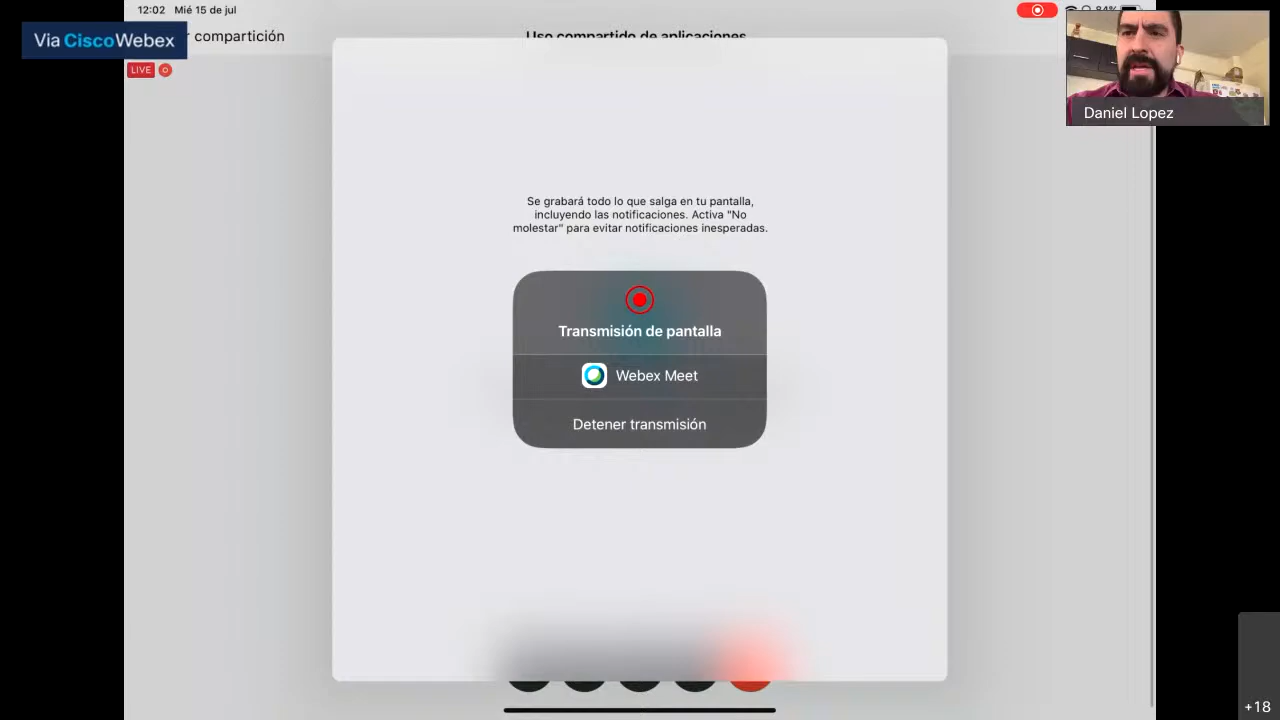 12:02 Mié 15 de jul
84%
Via CiscoWebex
r compartición
Uso compartido de aplicaciones
LIVE
Daniel Lopez
Se grabará todo lo que salga en tu pantalla,
incluyendo las notificaciones. Activa "No
molestar" para evitar notificaciones inesperadas.
Transmisión de pantalla
Webex Meet
Detener transmisión
+18